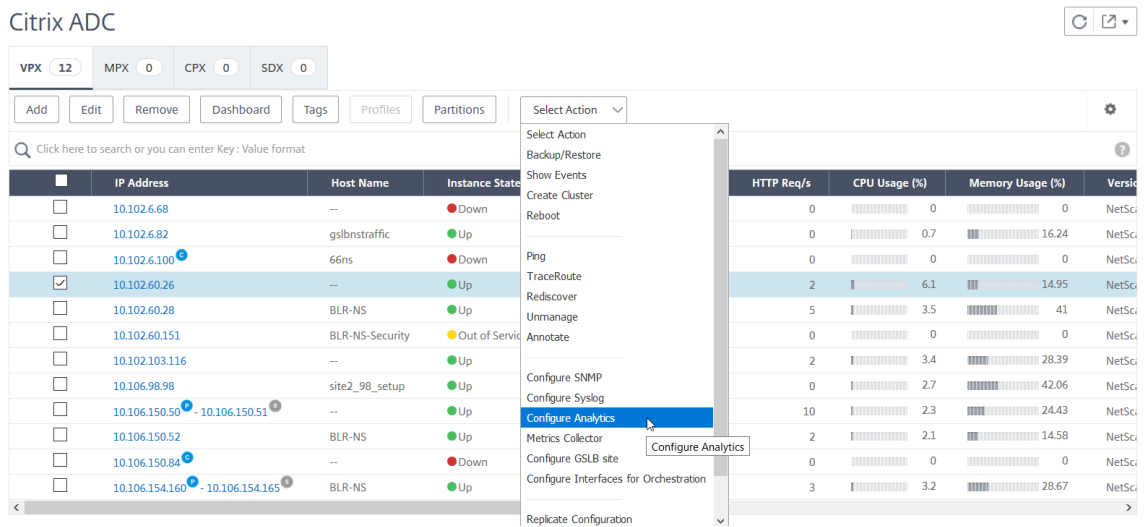 Citrix ADC
VPX 12 MPX 0 CPX 0 SDX 0
Add Edit Remove Dashboard Tags Profiles Partitions Select Action
Click here to search or you can enter Key : Value format
Select Action
Backup/Restore
Show Events
Create Cluster
Reboot
Ping
TraceRoute
Rediscover
Unmanage
Annotate
Configure SNMP
Configure Syslog
Configure Analytics
Metrics Collector
Configure GSLB site
Configure Interfaces for Orchestration
Replicate Configuration
Configure Analytics
IP Address Host Name Instance State HTTP Req/s CPU Usage (%) Memory Usage (%) Versio
10.102.6.68 -- Down 0 0 0 NetSca
10.102.6.82 gslbnstraffic Up 0 0.7 16.24 NetSca
10.102.6.100 C 66ns Down 0 0 0 NetSca
10.102.60.26 -- Up 2 6.1 14.95 NetSca
10.102.60.28 BLR-NS Up 5 3.5 41 NetSca
10.102.60.151 BLR-NS-Security Out of Servic 0 0 0 NetSca
10.102.103.116 -- Up 2 3.4 28.39 NetSca
10.106.98.98 site2_98_setup Up 0 2.7 42.06 NetSca
10.106.150.50 P - 10.106.150.51 S -- Up 10 2.3 24.43 NetSca
10.106.150.52 BLR-NS Up 2 2.1 14.58 NetSca
10.106.150.84 C -- Down 0 0 0 NetSca
10.106.154.160 P - 10.106.154.165 S BLR-NS Up 3 3.2 28.67 NetSca